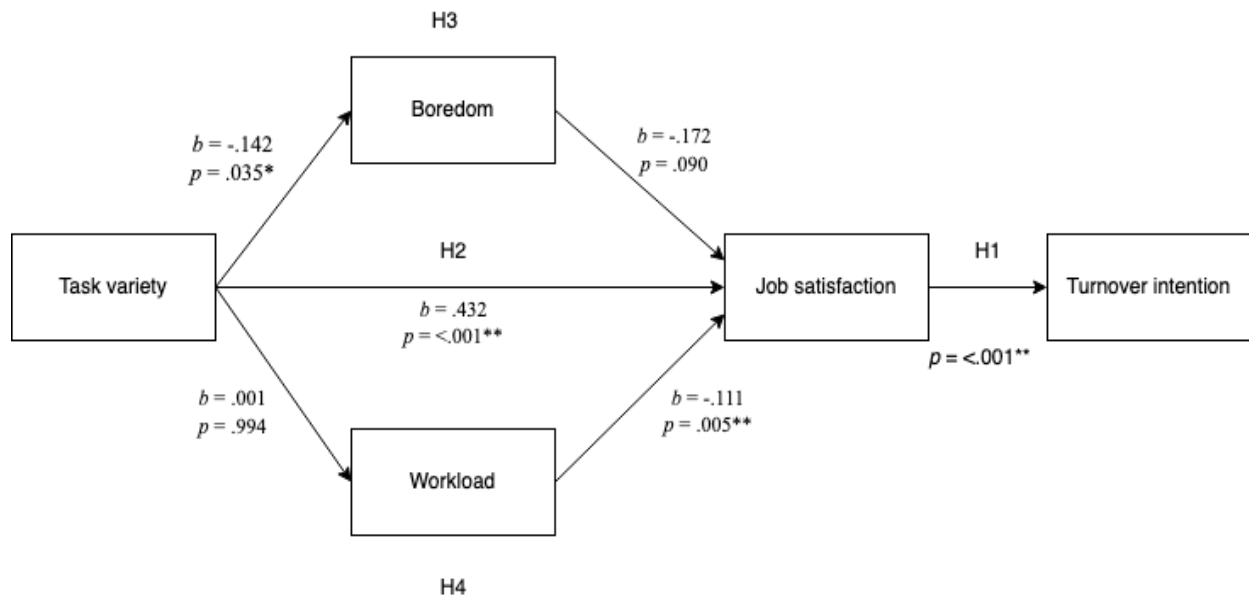 H3
Boredom
b = -.142
p = .035*
b = -.172
p = .090
Task variety
H2
b = .432
p = <.001**
Job satisfaction
H1
p = <.001**
Turnover intention
b = .001
p = .994
b = -.111
p = .005**
Workload
H4